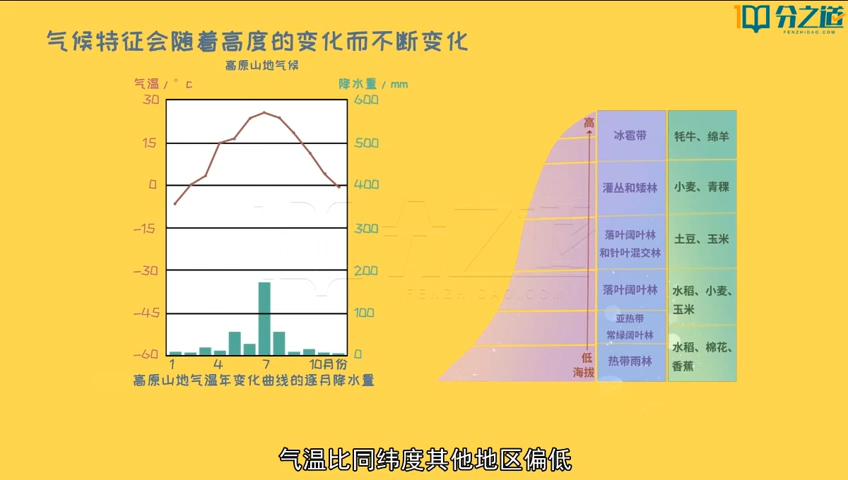 分之道
FENZHIDAO.COM
气候特征会随着高度的变化而不断变化
高原山地气候
气温/°c
降水量/mm
30
15
0
-15
-30
-45
-60
600
500
400
300
200
100
0
1
4
7
10月份
高原山地气温年变化曲线的逐月降水量
高
低
海拔
冰雹带
牦牛、绵羊
灌丛和矮林
小麦、青稞
落叶阔叶林
和针叶混交林
土豆、玉米
落叶阔叶林
水稻、小麦、
玉米
亚热带
常绿阔叶林
热带雨林
水稻、棉花、
香蕉
分之道
FENZHIDAO.COM
气温比同纬度其他地区偏低